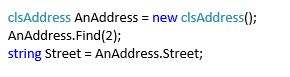 clsAddress AnAddress = new clsAddress();
AnAddress.Find(2);
string Street = AnAddress.Street;